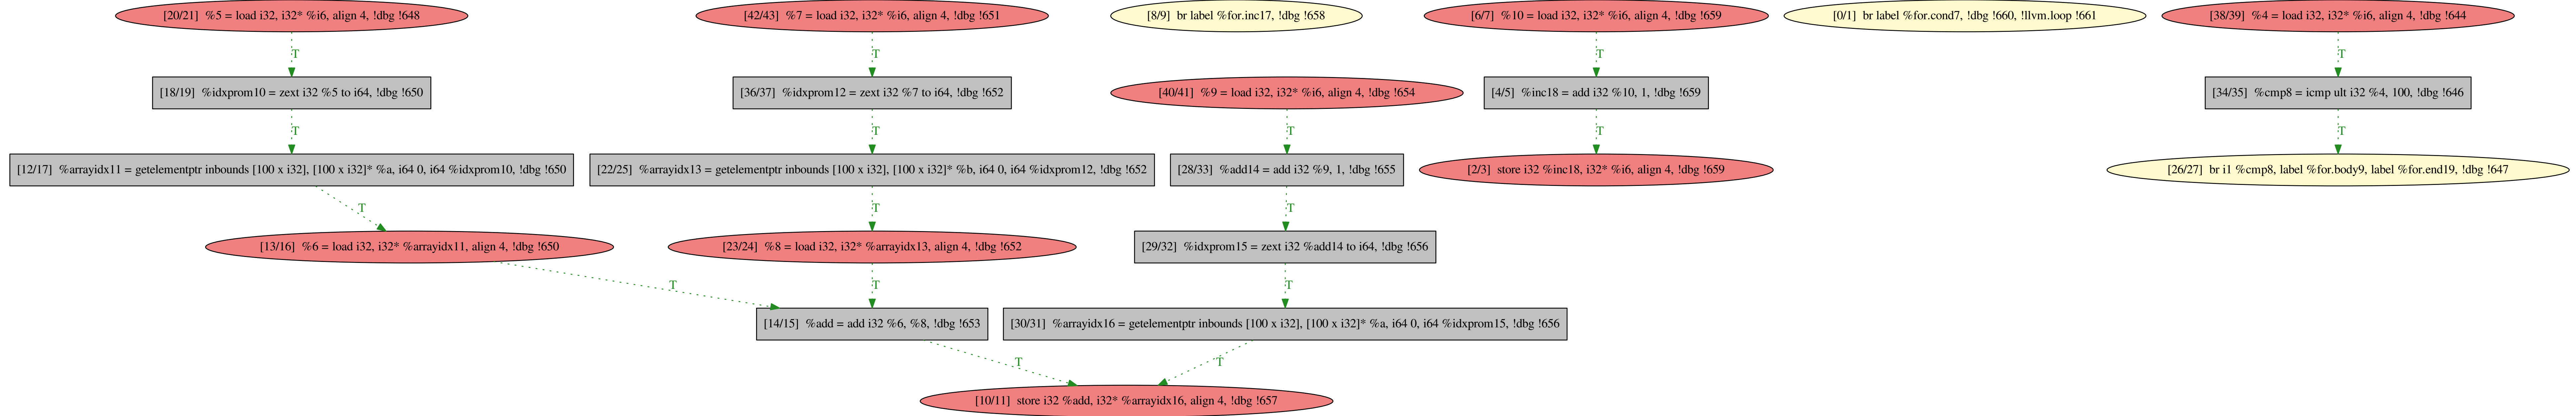 [20/21] %5 = load i32, i32* %i6, align 4, !dbg !648
[42/43] %7 = load i32, i32* %i6, align 4, !dbg !651
[8/9] br label %for.inc17, !dbg !658
[6/7] %10 = load i32, i32* %i6, align 4, !dbg !659
[0/1] br label %for.cond7, !dbg !660, !llvm.loop !661
[38/39] %4 = load i32, i32* %i6, align 4, !dbg !644
T
T
T
T
[18/19] %idxprom10 = zext i32 %5 to i64, !dbg !650
[36/37] %idxprom12 = zext i32 %7 to i64, !dbg !652
[40/41] %9 = load i32, i32* %i6, align 4, !dbg !654
[4/5] %inc18 = add i32 %10, 1, !dbg !659
[34/35] %cmp8 = icmp ult i32 %4, 100, !dbg !646
T
T
T
T
T
[12/17] %arrayidx11 = getelementptr inbounds [100 x i32], [100 x i32]* %a, i64 0, i64 %idxprom10, !dbg !650
[22/25] %arrayidx13 = getelementptr inbounds [100 x i32], [100 x i32]* %b, i64 0, i64 %idxprom12, !dbg !652
[28/33] %add14 = add i32 %9, 1, !dbg !655
[2/3] store i32 %inc18, i32* %i6, align 4, !dbg !659
[26/27] br i1 %cmp8, label %for.body9, label %for.end19, !dbg !647
T
T
T
[13/16] %6 = load i32, i32* %arrayidx11, align 4, !dbg !650
[23/24] %8 = load i32, i32* %arrayidx13, align 4, !dbg !652
[29/32] %idxprom15 = zext i32 %add14 to i64, !dbg !656
T
T
T
[14/15] %add = add i32 %6, %8, !dbg !653
[30/31] %arrayidx16 = getelementptr inbounds [100 x i32], [100 x i32]* %a, i64 0, i64 %idxprom15, !dbg !656
T
T
[10/11] store i32 %add, i32* %arrayidx16, align 4, !dbg !657